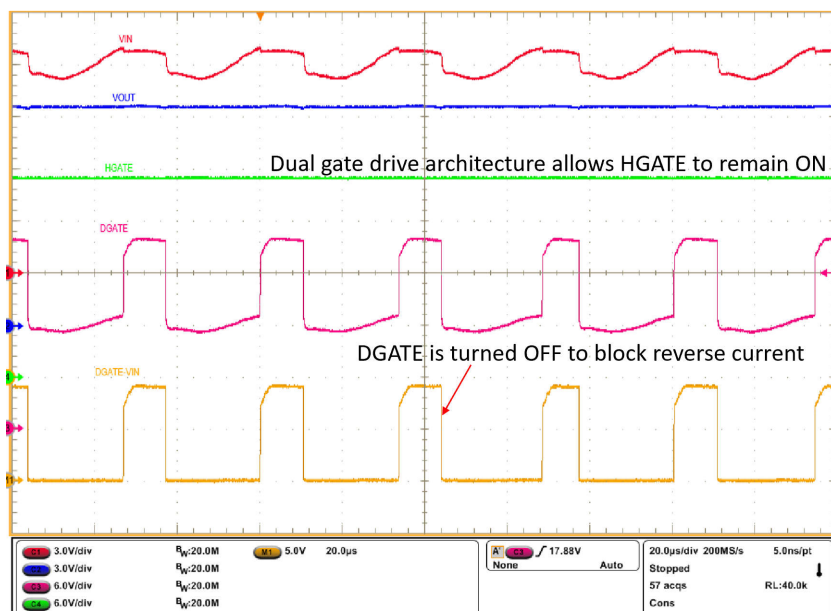 VIN
VOUT
HGATE
Dual gate drive architecture allows HGATE to remain ON
DGATE
DGATE is turned OFF to block reverse current
DGATE-VIN
C1 3.0V/div BW:20.0M M1 5.0V 20.0µs
C2 3.0V/div BW:20.0M
C3 6.0V/div BW:20.0M
C4 6.0V/div BW:20.0M
A' C3 17.88V
None Auto
20.0µs/div 200MS/s 5.0ns/pt
Stopped
57 acqs RL:40.0k
Cons